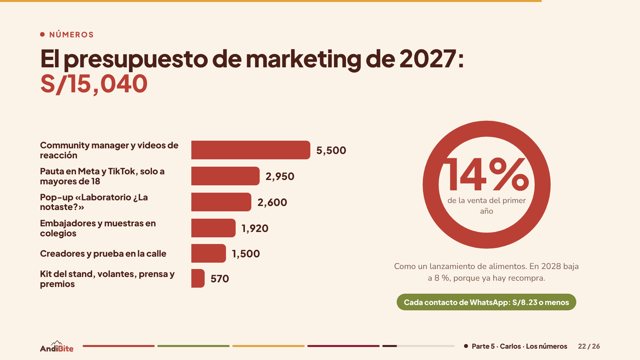 NÚMEROS
El presupuesto de marketing de 2027:
S/15,040
Community manager y videos de
reacción
5,500
Pauta en Meta y TikTok, solo a
mayores de 18
2,950
Pop-up «Laboratorio ¿La
notaste?»
2,600
Embajadores y muestras en
colegios
1,920
Creadores y prueba en la calle
1,500
Kit del stand, volantes, prensa y
premios
570
14%
de la venta del primer
año
Como un lanzamiento de alimentos. En 2028 baja
a 8 %, porque ya hay recompra.
Cada contacto de WhatsApp: S/8.23 o menos
AndiBite
Parte 5 · Carlos · Los números
22 / 26